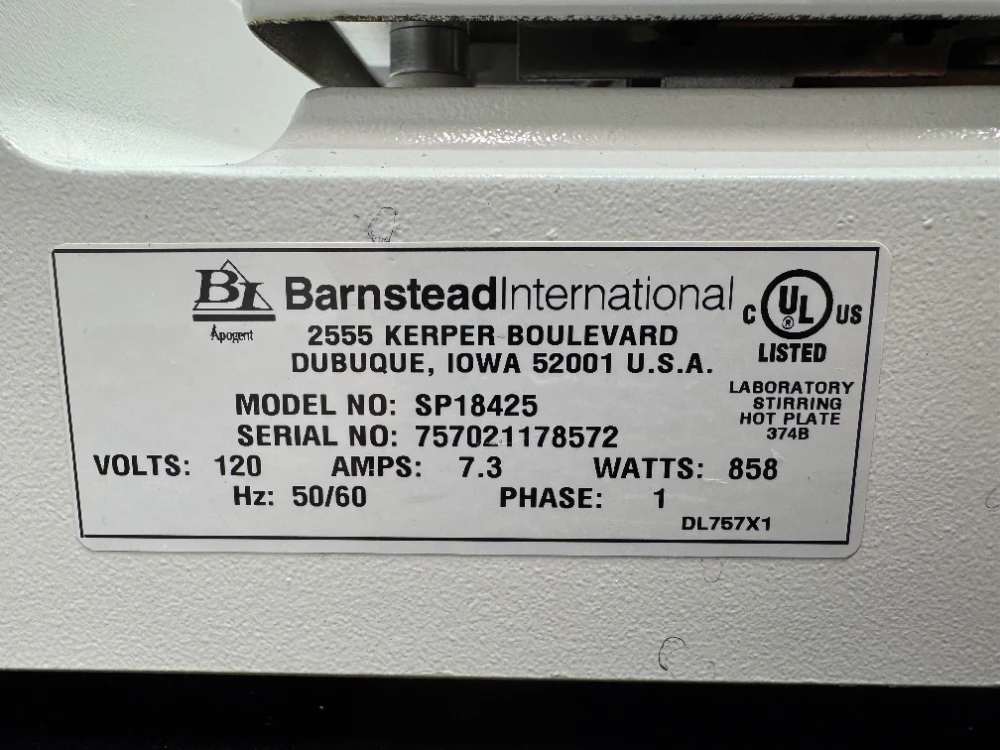 BI BarnsteadInternational
Apogent
2555 KERPER BOULEVARD
DUBUQUE, IOWA 52001 U.S.A.
C UL ® US
LISTED
LABORATORY
STIRRING
HOT PLATE
374B
MODEL NO: SP18425
SERIAL NO: 757021178572
VOLTS: 120 AMPS: 7.3 WATTS: 858
Hz: 50/60 PHASE: 1
DL757X1